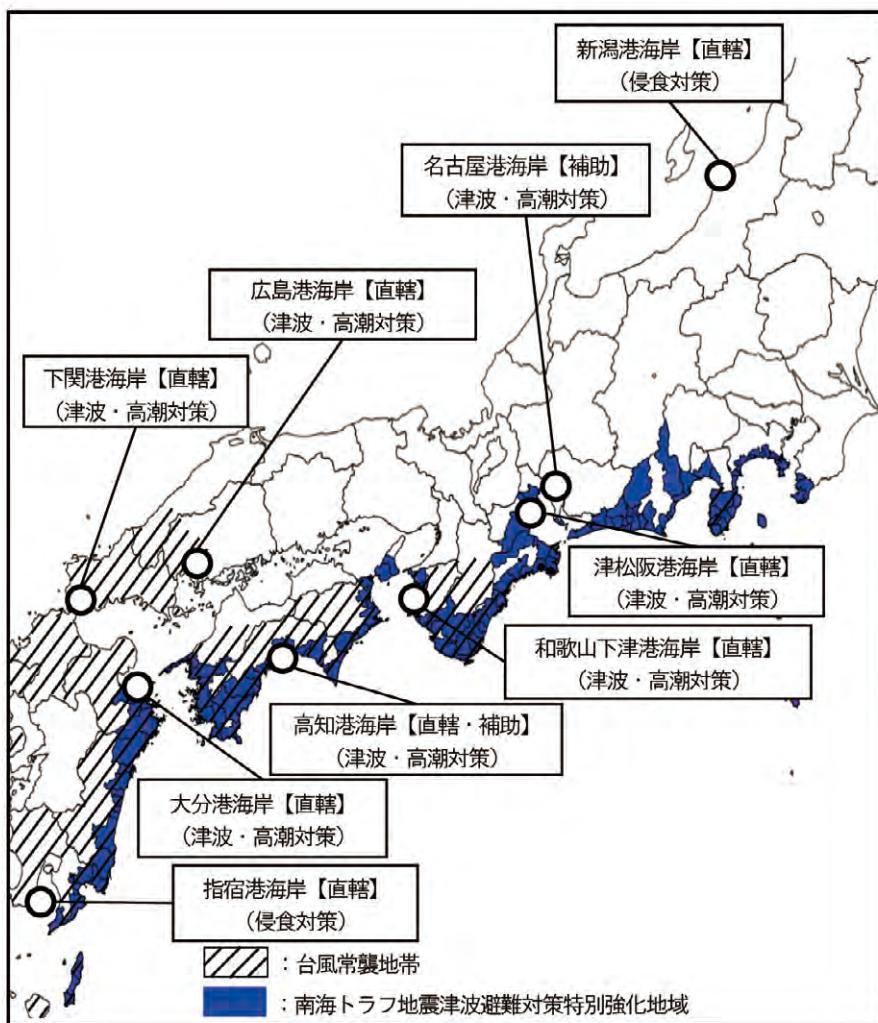 新潟港海岸【直轄】
(侵食対策)
名古屋港海岸【補助】
(津波・高潮対策)
広島港海岸【直轄】
(津波・高潮対策)
下関港海岸【直轄】
(津波・高潮対策)
津松阪港海岸【直轄】
(津波・高潮対策)
和歌山下津港海岸【直轄】
(津波・高潮対策)
高知港海岸【直轄・補助】
(津波・高潮対策)
大分港海岸【直轄】
(津波・高潮対策)
指宿港海岸【直轄】
(侵食対策)
：台風常襲地帯
：南海トラフ地震津波避難対策特別強化地域